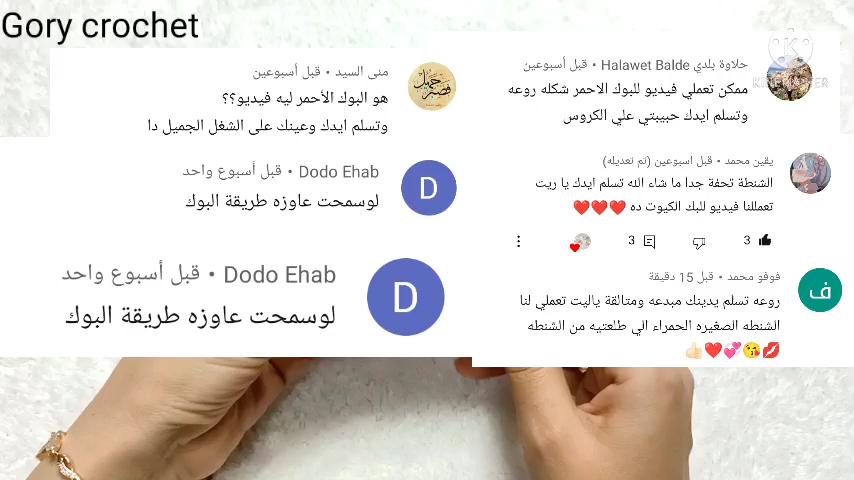 Gory crochet
منى السيد • قبل أسبوعين
هو البوك الأحمر ليه فيديو؟؟
وتسلم ايدك وعينك على الشغل الجميل دا
Dodo Ehab • قبل أسبوع واحد
لوسمحت عاوزه طريقة البوك
Dodo Ehab • قبل أسبوع واحد
لوسمحت عاوزه طريقة البوك
حلاوة بلدي Halawet Balde • قبل أسبوعين
ممكن تعملي فيديو للبوك الاحمر شكله روعه
وتسلم ايدك حبيبتي علي الكروس
يقين محمد • قبل أسبوعين (تم تعديله)
الشنطة تحفة جدا ما شاء الله تسلم ايدك يا ريت
تعمللنا فيديو للبك الكيوت ده ❤️❤️❤️
3 3
فوفو محمد • قبل 15 دقيقة
روعه تسلم يدينك مبدعه ومتالقة ياليت تعملي لنا
الشنطه الصغيره الحمراء الي طلعتيه من الشنطه
💋😘💞❤️👍🏻
D
D
ف